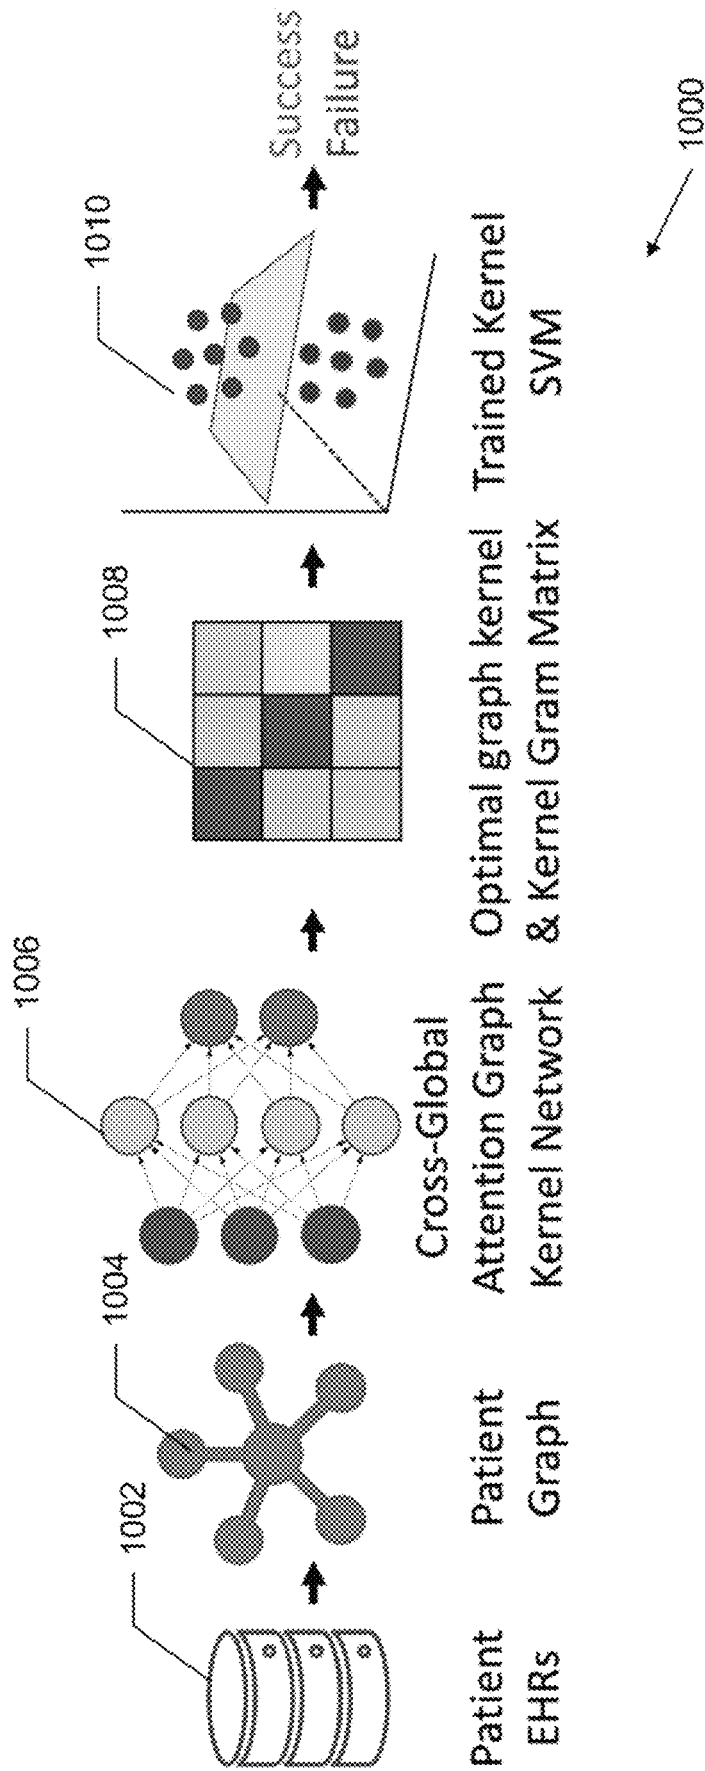 1002
1004
1006
1008
1010
Success
Failure
Patient
EHRs
Patient
Graph
Cross-Global
Attention Graph
Kernel Network
Optimal graph kernel
& Kernel Gram Matrix
Trained Kernel
SVM
1000